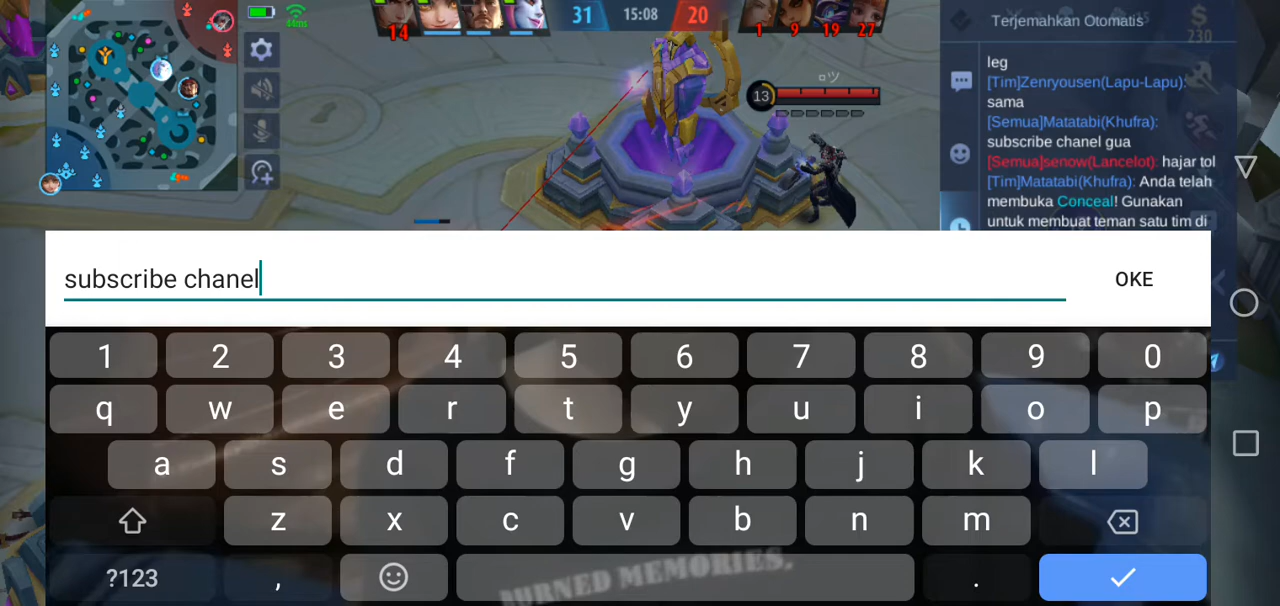 64ms
14
31
15:08
20
1 9 19 27
13
¤ツ
Terjemahkan Otomatis
230
leg
[Tim]Zenryousen(Lapu-Lapu):
sama
[Semua]Matatabi(Khufra):
subscribe chanel gua
[Semua]senow(Lancelot): hajar tol
[Tim]Matatabi(Khufra): Anda telah
membuka Conceal! Gunakan
untuk membuat teman satu tim di
subscribe chanel
OKE
1 2 3 4 5 6 7 8 9 0
q w e r t y u i o p
a s d f g h j k l
z x c v b n m
?123 , .
BURNED MEMORIES.